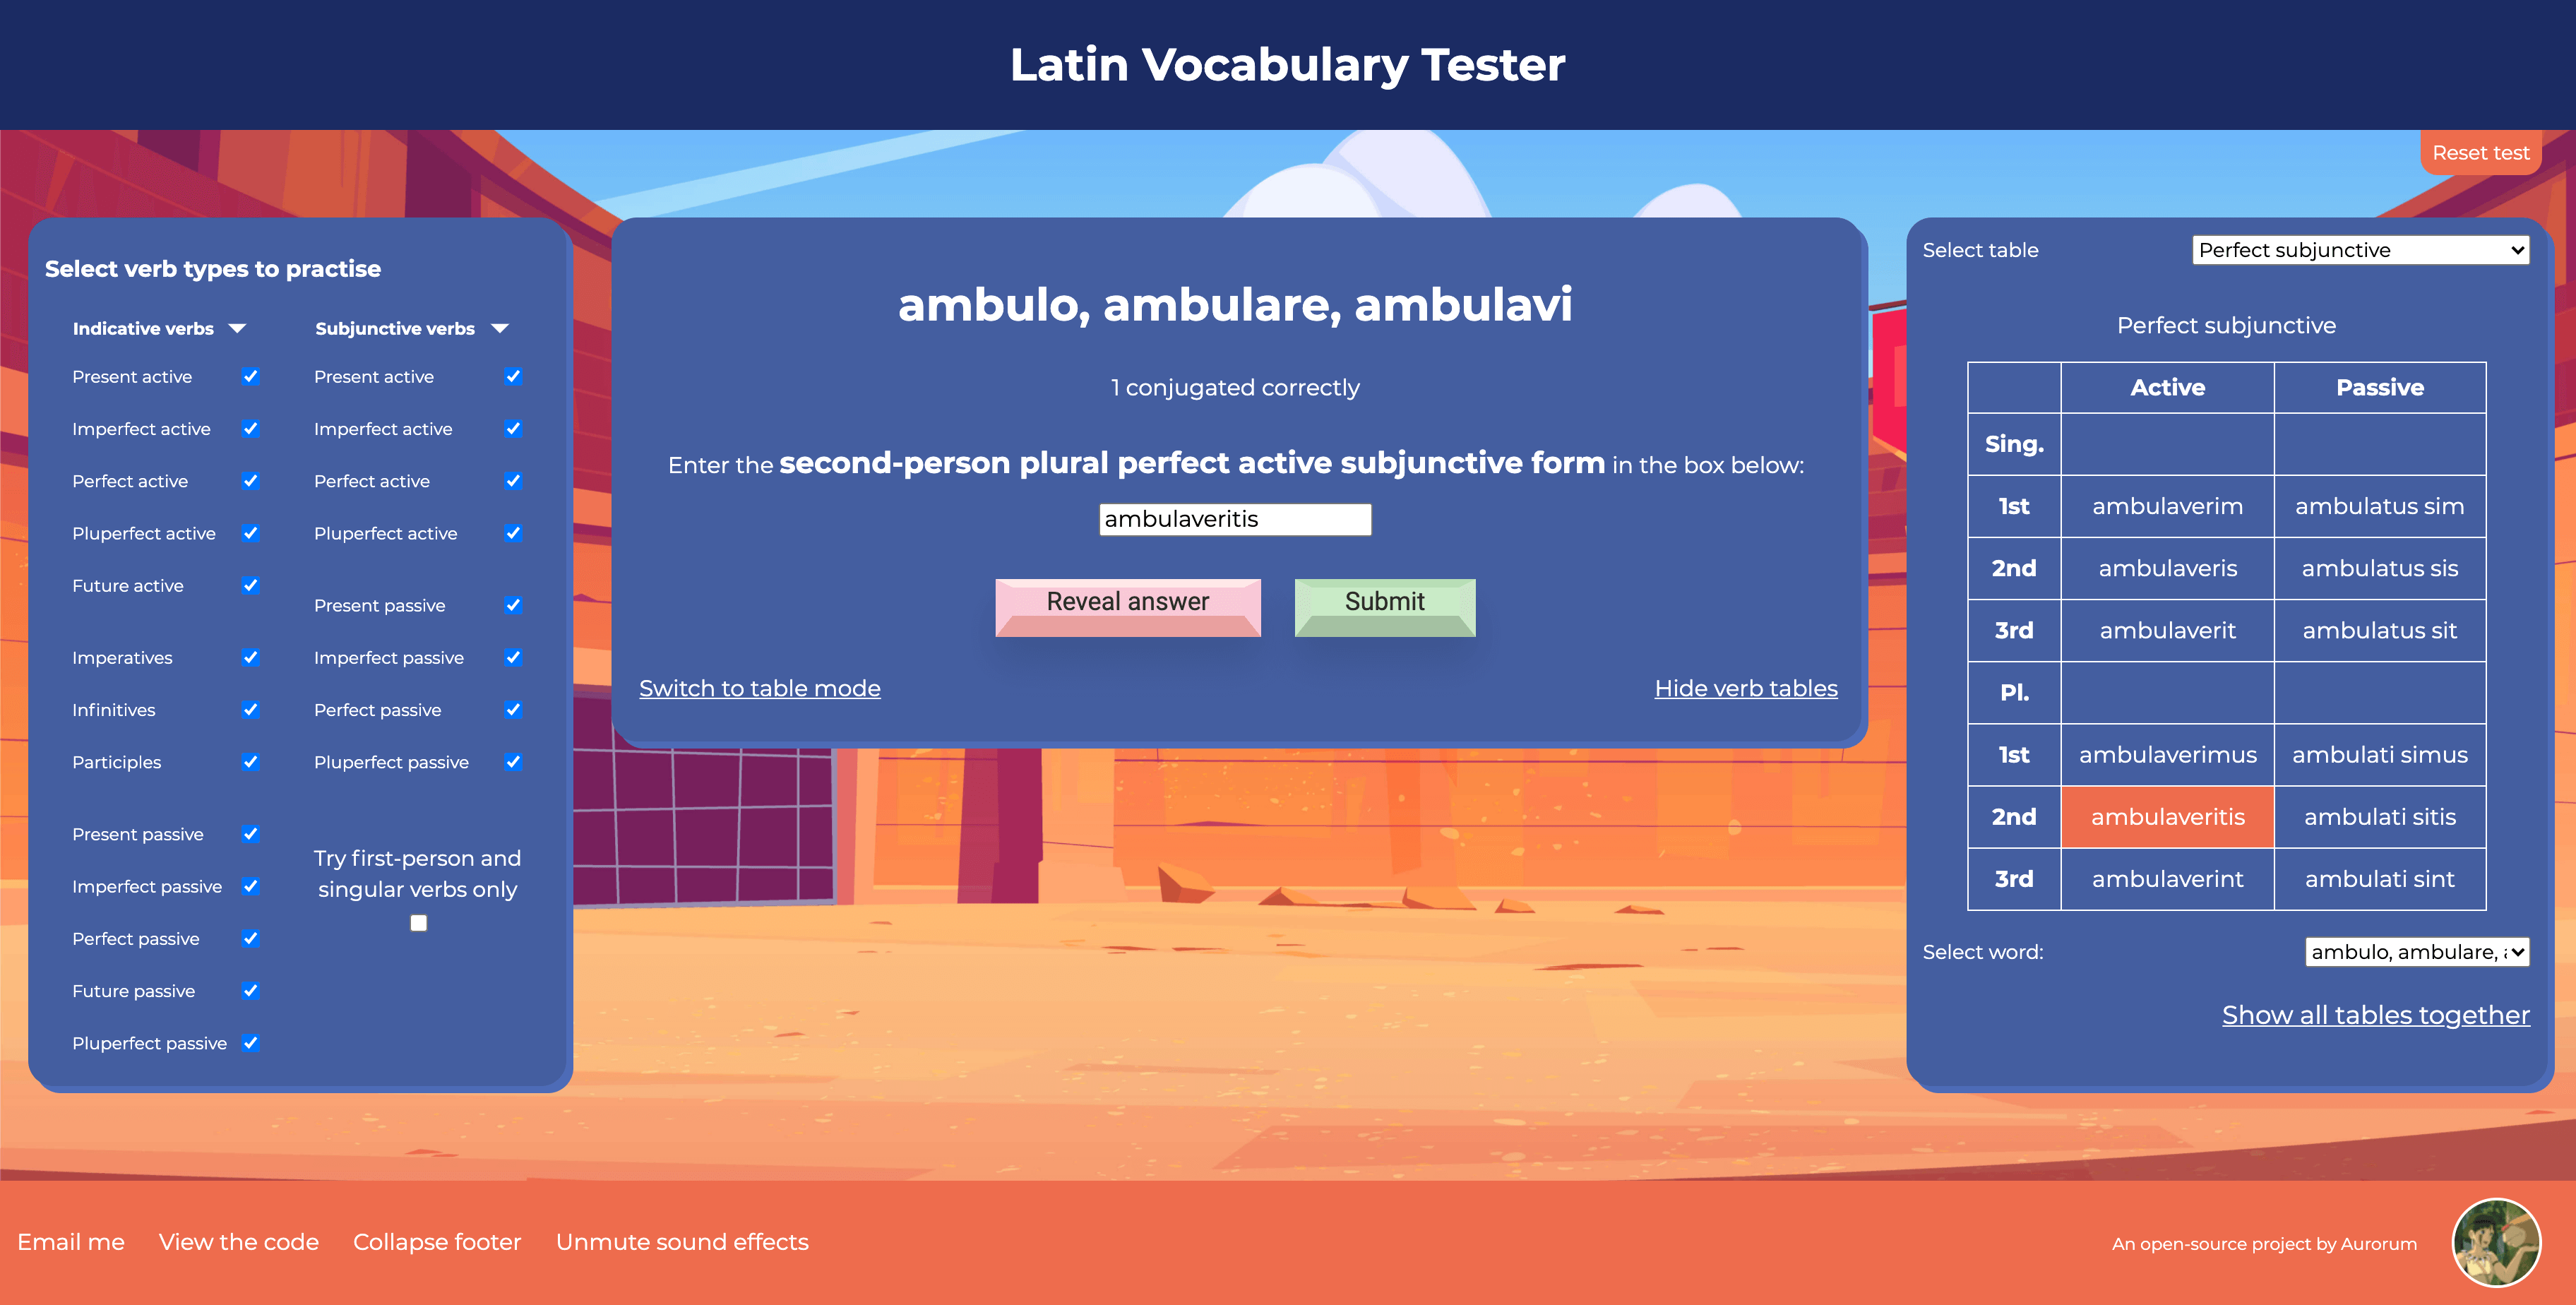 Latin Vocabulary Tester
Reset test
Select verb types to practise
Indicative verbs
Subjunctive verbs
Present active
Present active
Imperfect active
Imperfect active
Perfect active
Perfect active
Pluperfect active
Pluperfect active
Future active
Present passive
Imperatives
Imperfect passive
Infinitives
Perfect passive
Participles
Pluperfect passive
Present passive
Imperfect passive
Perfect passive
Future passive
Pluperfect passive
Try first-person and
singular verbs only
ambulo, ambulare, ambulavi
1 conjugated correctly
Enter the second-person plural perfect active subjunctive form in the box below:
ambulaveritis
Reveal answer
Submit
Switch to table mode
Hide verb tables
Select table
Perfect subjunctive
Perfect subjunctive
Active Passive
Sing.
1st ambulaverim ambulatus sim
2nd ambulaveris ambulatus sis
3rd ambulaverit ambulatus sit
Pl.
1st ambulaverimus ambulati simus
2nd ambulaveritis ambulati sitis
3rd ambulaverint ambulati sint
Select word:
ambulo, ambulare,
Show all tables together
Email me
View the code
Collapse footer
Unmute sound effects
An open-source project by Aurorum